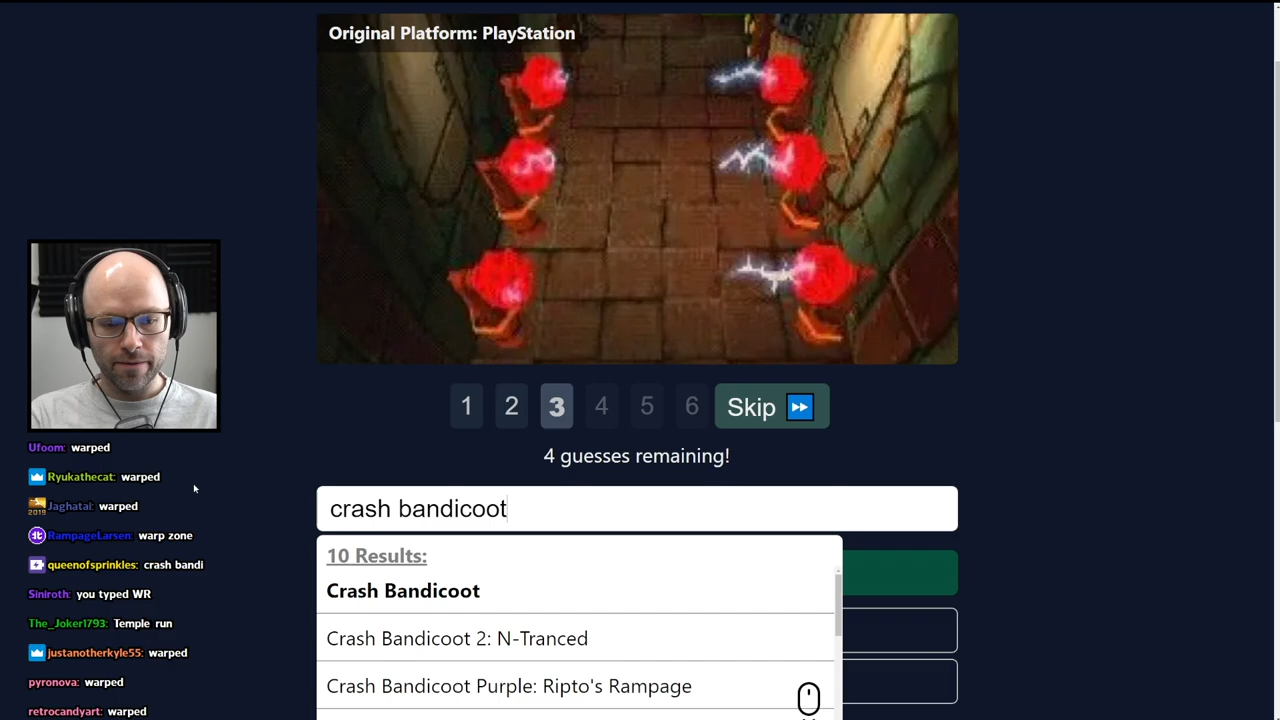 Original Platform: PlayStation
1 2 3 4 5 6 Skip
4 guesses remaining!
crash bandicoot
10 Results:
Crash Bandicoot
Crash Bandicoot 2: N-Tranced
Crash Bandicoot Purple: Ripto's Rampage
Ufoom: warped
Ryukathecat: warped
2019 Jaghatal: warped
RampageLarsen: warp zone
queenofsprinkles: crash bandi
Siniroth: you typed WR
The_Joker1793: Temple run
justanotherkyle55: warped
pyronova: warped
retrocandyart: warped